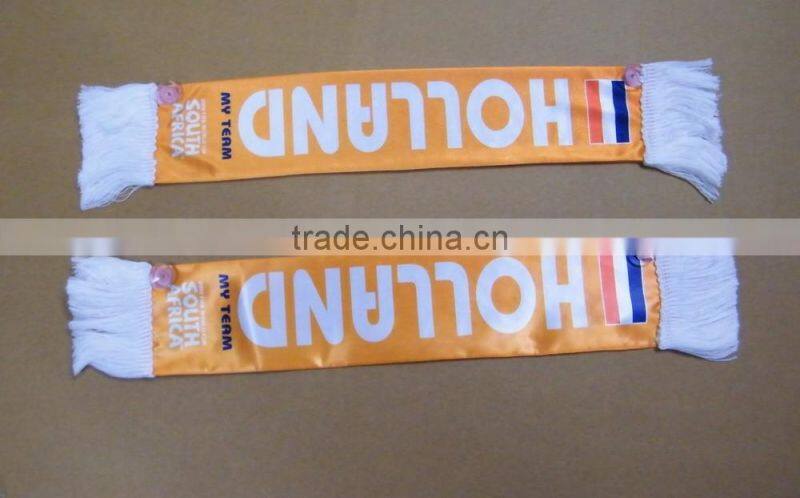 SOUTH
AFRICA
MY TEAM
HOLLAND
trade.china.cn
SOUTH
AFRICA
MY TEAM
HOLLAND